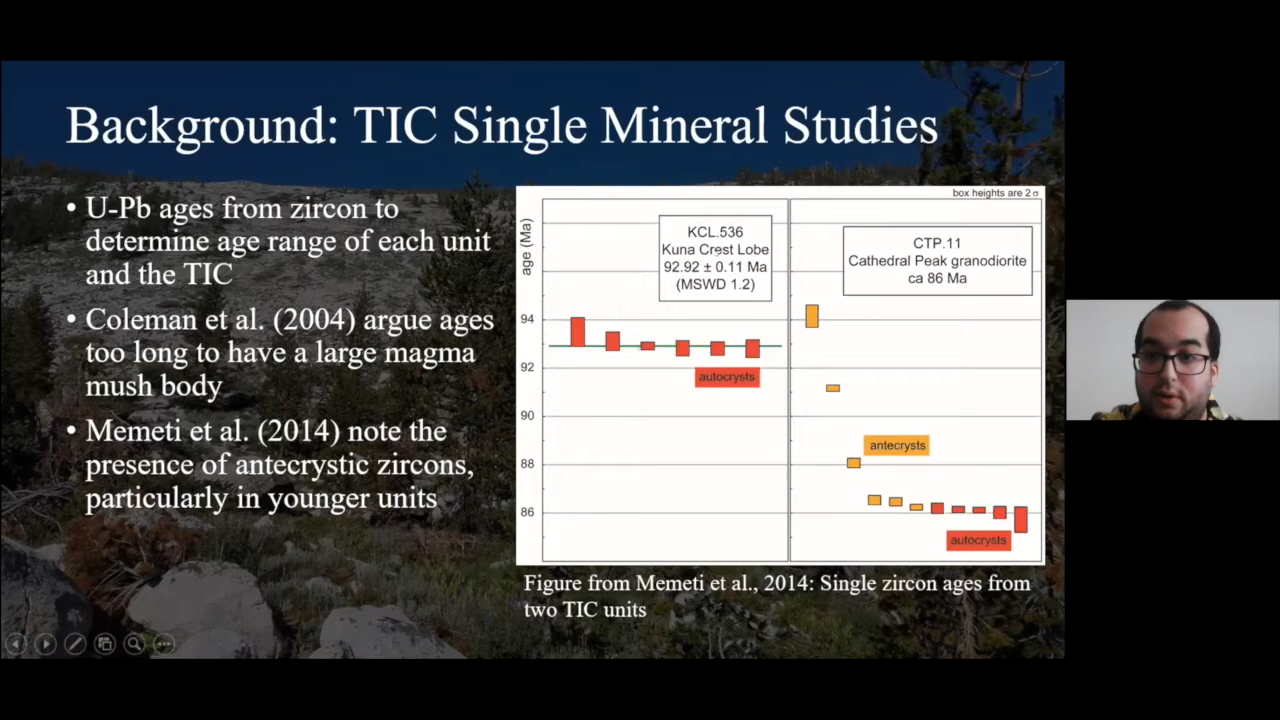 Background: TIC Single Mineral Studies
• U-Pb ages from zircon to
determine age range of each unit
and the TIC
• Coleman et al. (2004) argue ages
too long to have a large magma
mush body
• Memeti et al. (2014) note the
presence of antecrystic zircons,
particularly in younger units
box heights are 2 σ
age (Ma)
94
92
90
88
86
KCL.536
Kuna Crest Lobe
92.92 ± 0.11 Ma
(MSWD 1.2)
autocrysts
CTP.11
Cathedral Peak granodiorite
ca 86 Ma
antecrysts
autocrysts
Figure from Memeti et al., 2014: Single zircon ages from
two TIC units